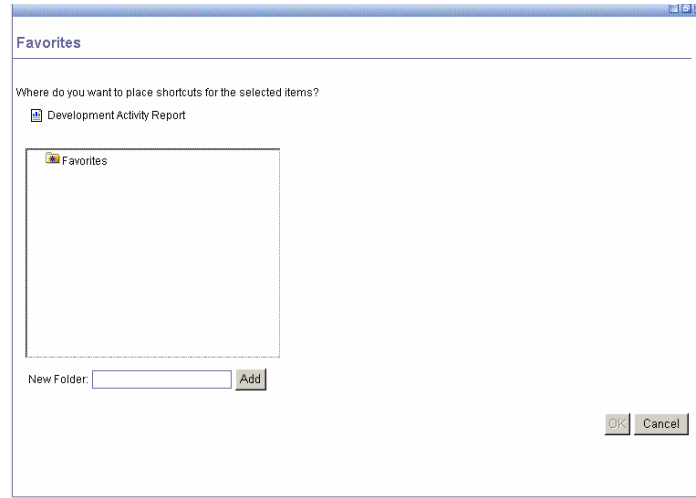 Favorites
Where do you want to place shortcuts for the selected items?
Development Activity Report
Favorites
New Folder: Add
OK Cancel